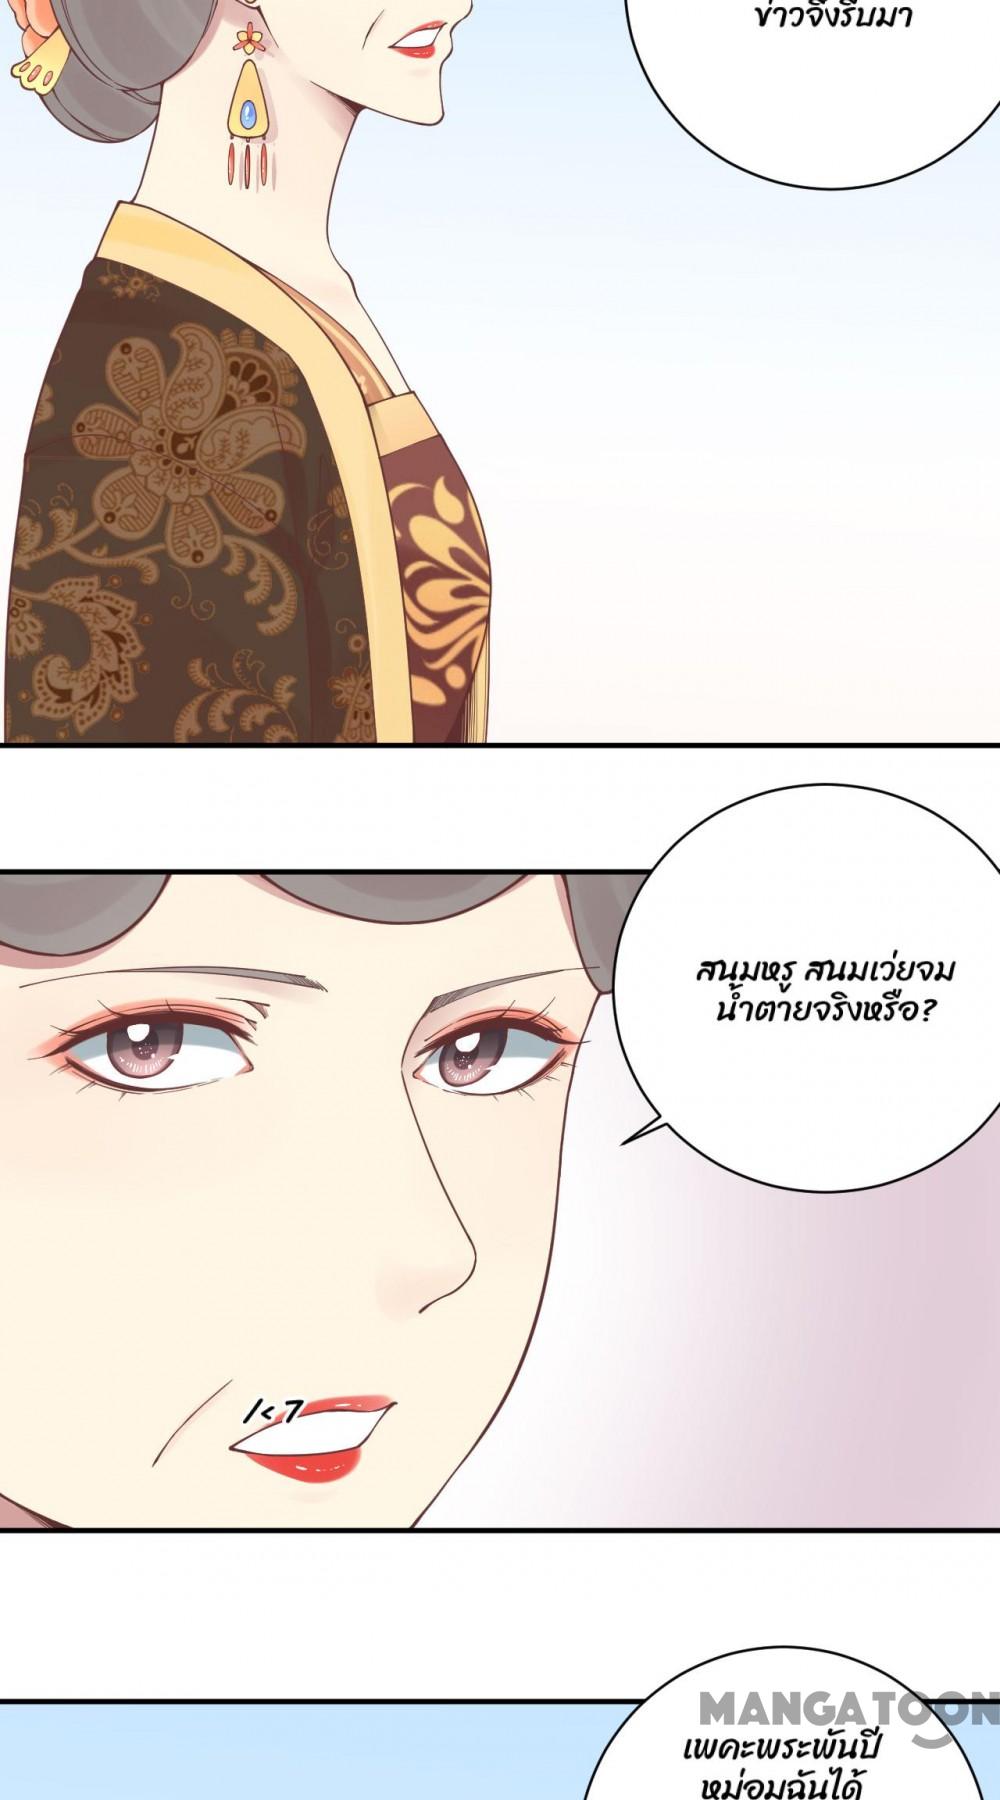 ข่าวจึงรีบมา
สนมหรู สนมเว่ยจม
น้ำตายจริงหรือ?
1<7
MANGATOON
เพคะพระพันปี
หม่อมฉันได้